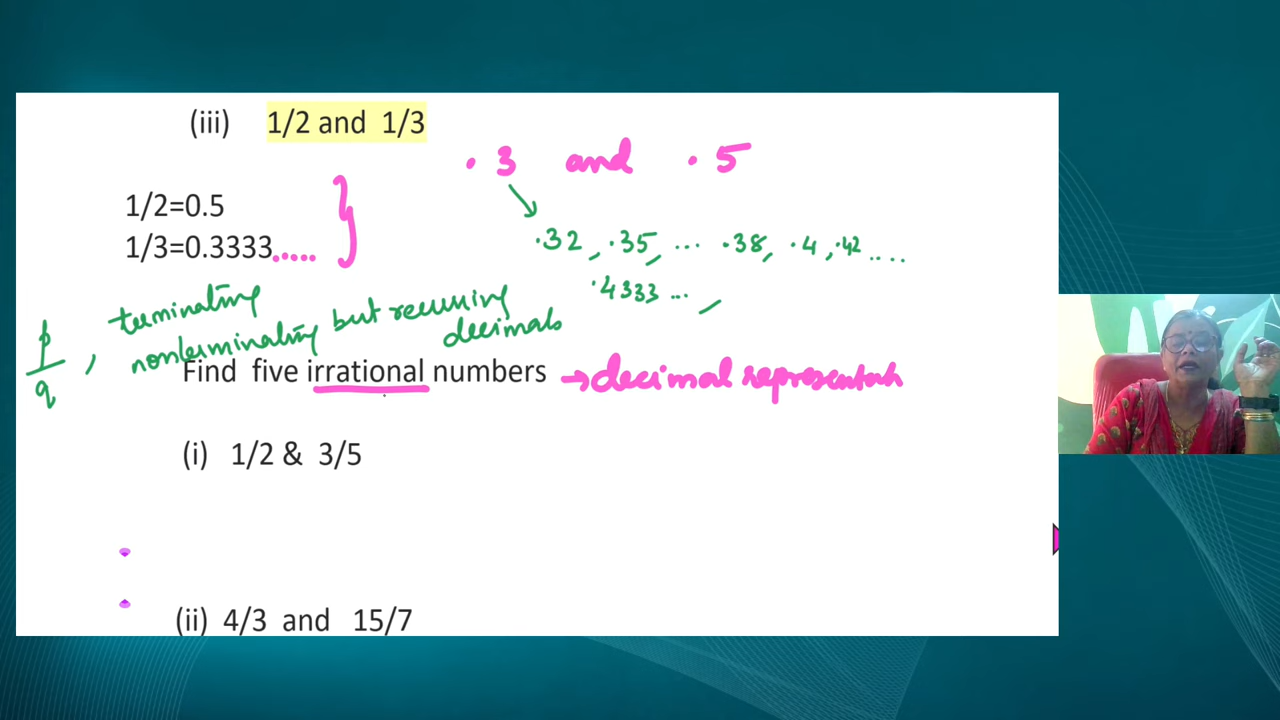 (iii) 1/2 and 1/3
.3 and .5
1/2=0.5
.32, .35, ... .38, .4, .42 ....
1/3=0.3333.....
.4333 ...,
p/q, terminating
nonterminating but recurring decimals
Find five irrational numbers → decimal representatn
(i) 1/2 & 3/5
(ii) 4/3 and 15/7